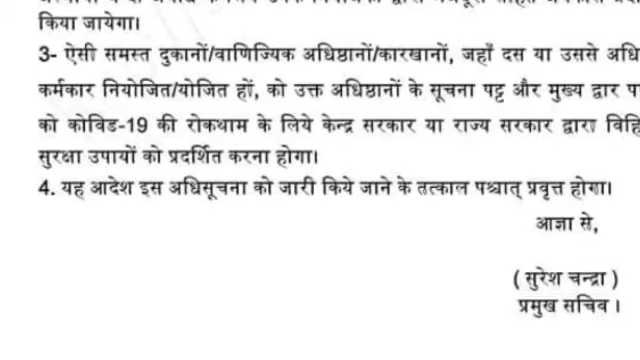 किया जायेगा।
3- ऐसी समस्त दुकानों/वाणिज्यिक अधिष्ठानों/कारखानों, जहाँ दस या उससे अधि
कर्मकार नियोजित/योजित हों, को उक्त अधिष्ठानों के सूचना पट्ट और मुख्य द्वार प
को कोविड-19 की रोकथाम के लिये केन्द्र सरकार या राज्य सरकार द्वारा विहि
सुरक्षा उपायों को प्रदर्शित करना होगा।
4. यह आदेश इस अधिसूचना को जारी किये जाने के तत्काल पश्चात् प्रवृत्त होगा।
आज्ञा से,
( सुरेश चन्द्रा )
प्रमुख सचिव।